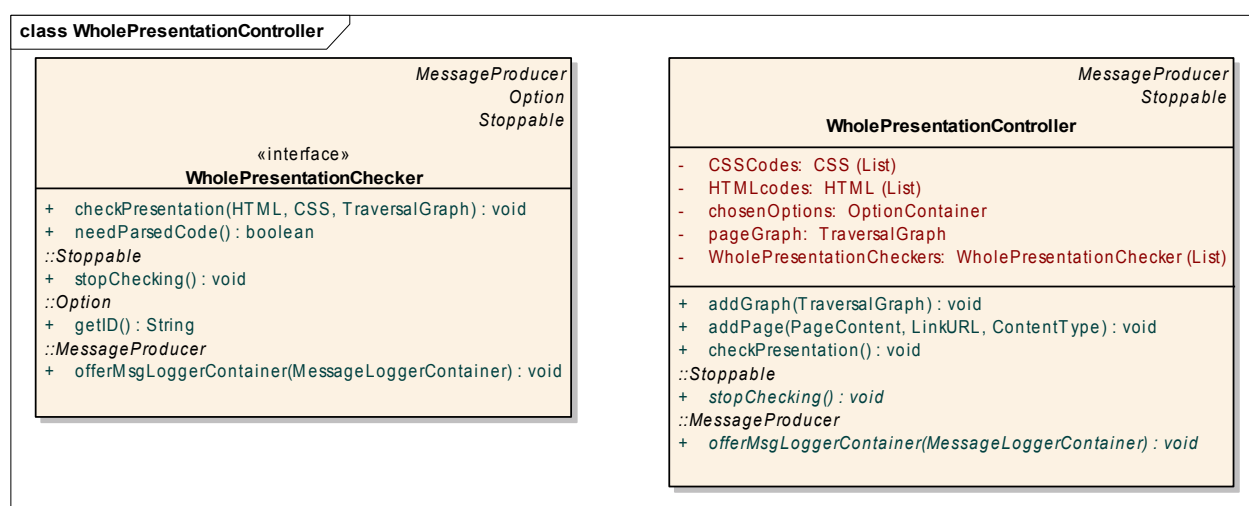 class WholePresentationController
MessageProducer
Option
Stoppable
«interface»
WholePresentationChecker
+ checkPresentation(HTML, CSS, TraversalGraph) : void
+ needParsedCode() : boolean
::Stoppable
+ stopChecking() : void
::Option
+ getID() : String
::MessageProducer
+ offerMsgLoggerContainer(MessageLoggerContainer) : void
MessageProducer
Stoppable
WholePresentationController
- CSSCodes: CSS (List)
- HTMLcodes: HTML (List)
- chosenOptions: OptionContainer
- pageGraph: TraversalGraph
- WholePresentationCheckers: WholePresentationChecker (List)
+ addGraph(TraversalGraph) : void
+ addPage(PageContent, LinkURL, ContentType) : void
+ checkPresentation() : void
::Stoppable
+ stopChecking() : void
::MessageProducer
+ offerMsgLoggerContainer(MessageLoggerContainer) : void